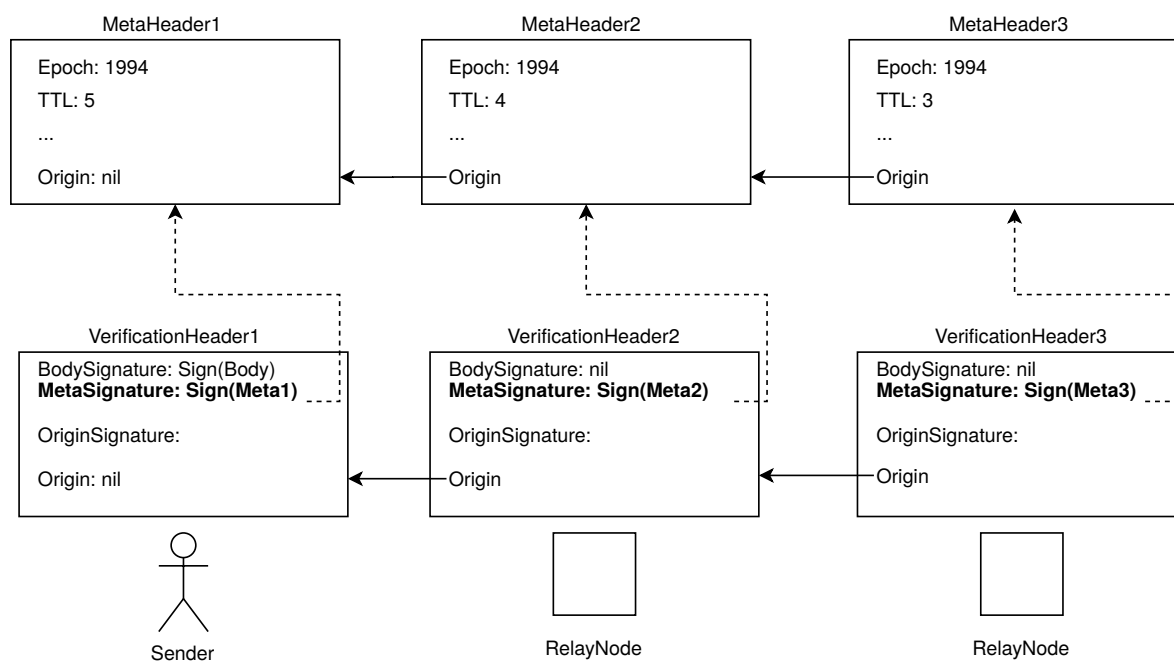 MetaHeader1
Epoch: 1994
TTL: 5
...
Origin: nil
MetaHeader2
Epoch: 1994
TTL: 4
...
Origin
MetaHeader3
Epoch: 1994
TTL: 3
...
Origin
VerificationHeader1
BodySignature: Sign(Body)
MetaSignature: Sign(Meta1)
OriginSignature:
Origin: nil
VerificationHeader2
BodySignature: nil
MetaSignature: Sign(Meta2)
OriginSignature:
Origin
VerificationHeader3
BodySignature: nil
MetaSignature: Sign(Meta3)
OriginSignature:
Origin
Sender
RelayNode
RelayNode